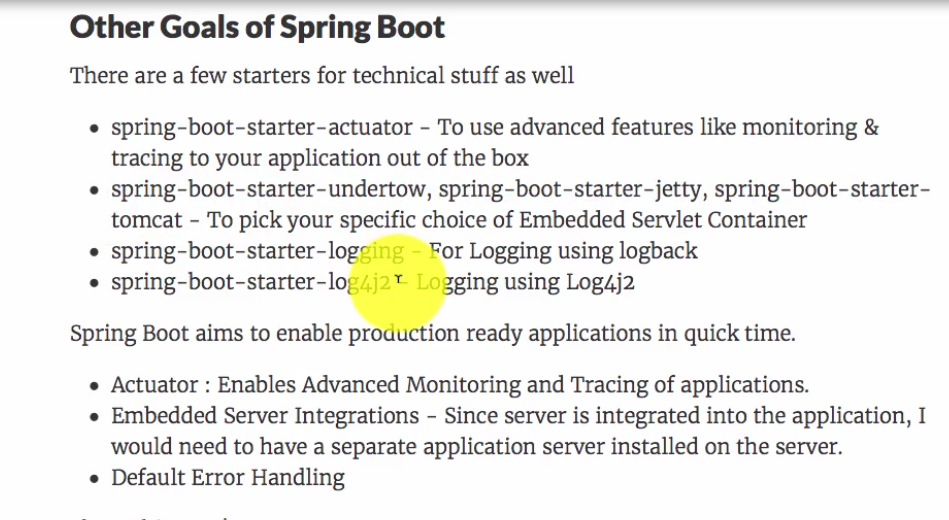 Other Goals of Spring Boot
There are a few starters for technical stuff as well
• spring-boot-starter-actuator - To use advanced features like monitoring &
tracing to your application out of the box
• spring-boot-starter-undertow, spring-boot-starter-jetty, spring-boot-starter-
tomcat - To pick your specific choice of Embedded Servlet Container
• spring-boot-starter-logging - For Logging using logback
• spring-boot-starter-log4j2 - Logging using Log4j2
Spring Boot aims to enable production ready applications in quick time.
• Actuator : Enables Advanced Monitoring and Tracing of applications.
• Embedded Server Integrations - Since server is integrated into the application, I
would need to have a separate application server installed on the server.
• Default Error Handling